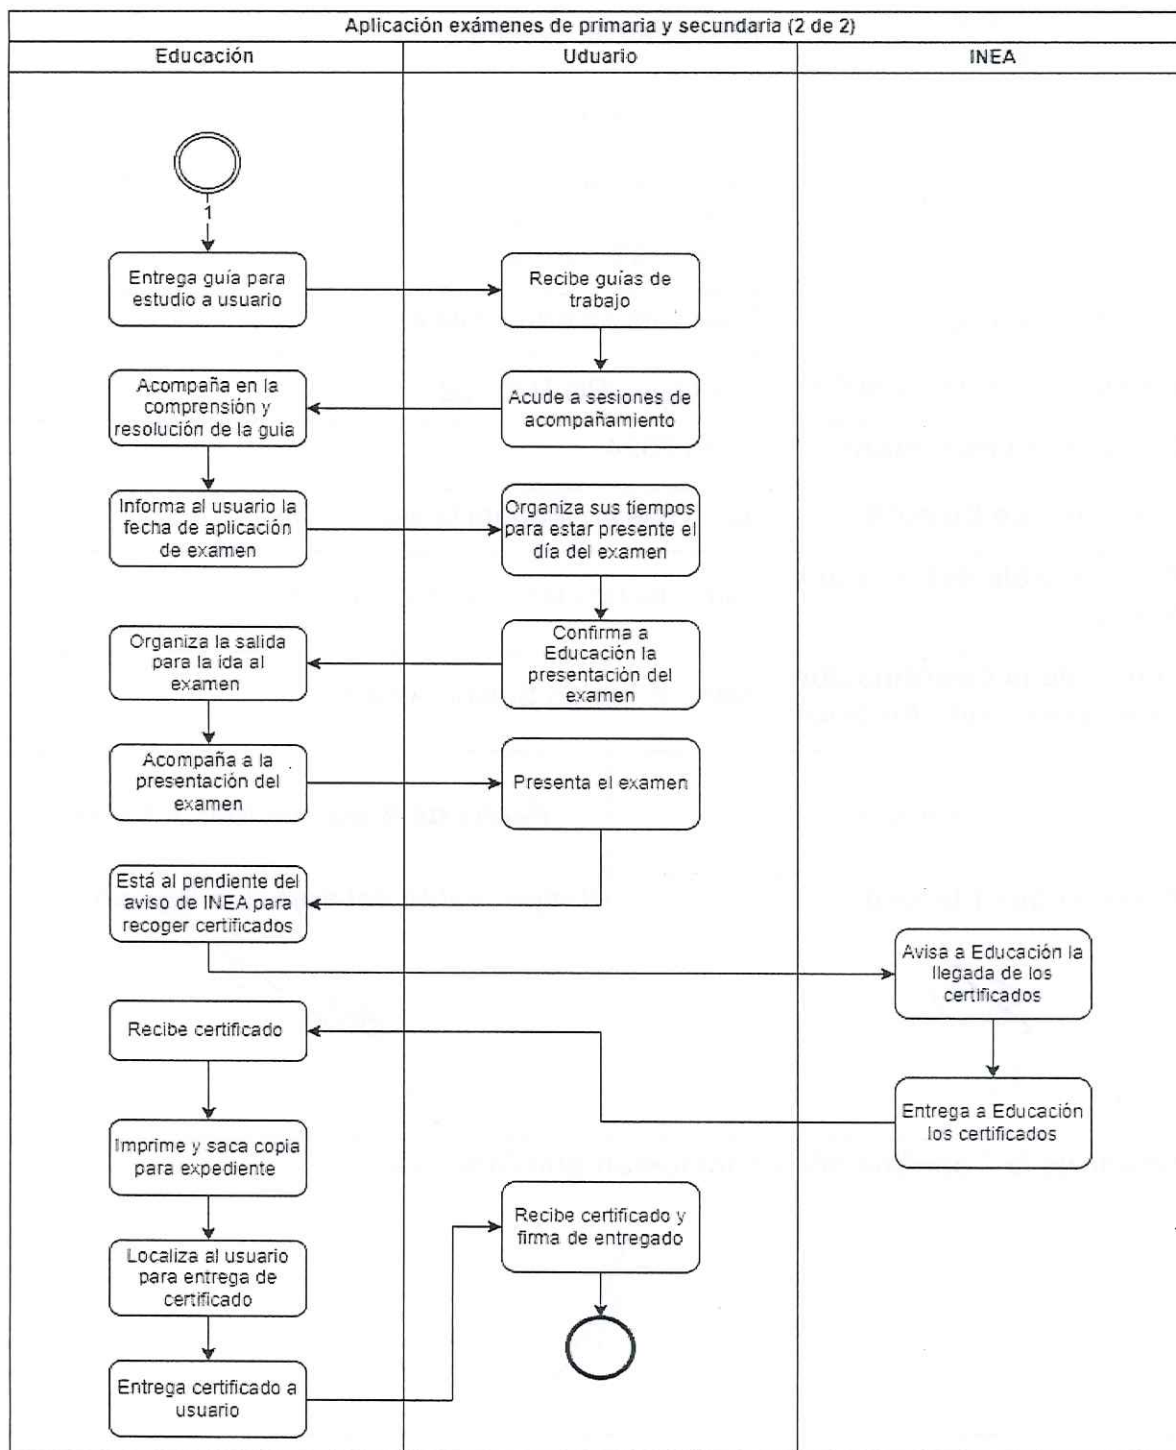 Aplicación exámenes de primaria y secundaria (2 de 2)
Educación
Uduario
INEA
1
Entrega guía para
estudio a usuario
Recibe guías de
trabajo
Acompaña en la
comprensión y
resolución de la guia
Acude a sesiones de
acompañamiento
Informa al usuario la
fecha de aplicación
de examen
Organiza sus tiempos
para estar presente el
día del examen
Organiza la salida
para la ida al
examen
Confirma a
Educación la
presentación del
examen
Acompaña a la
presentación del
examen
Presenta el examen
Está al pendiente del
aviso de INEA para
recoger certificados
Avisa a Educación la
llegada de los
certificados
Recibe certificado
Entrega a Educación
los certificados
Imprime y saca copia
para expediente
Recibe certificado y
firma de entregado
Localiza al usuario
para entrega de
certificado
Entrega certificado a
usuario